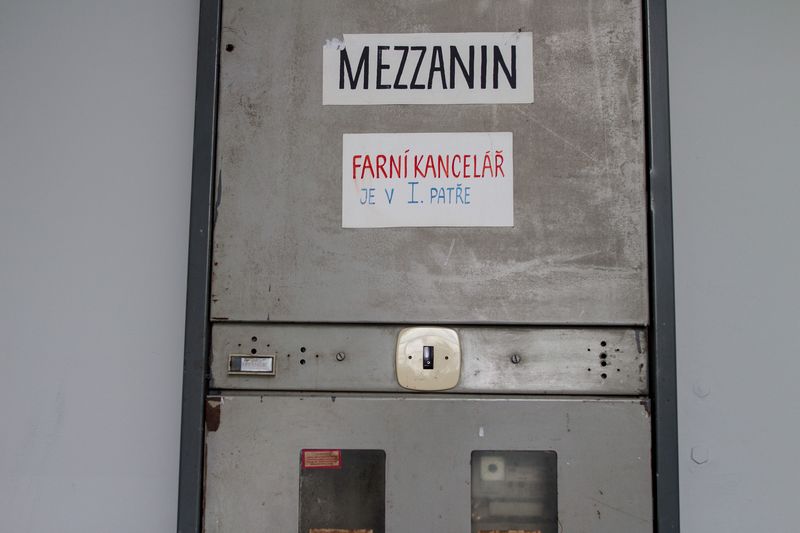 MEZZANIN
FARNÍ KANCELÁŘ
JE V I. PATŘE